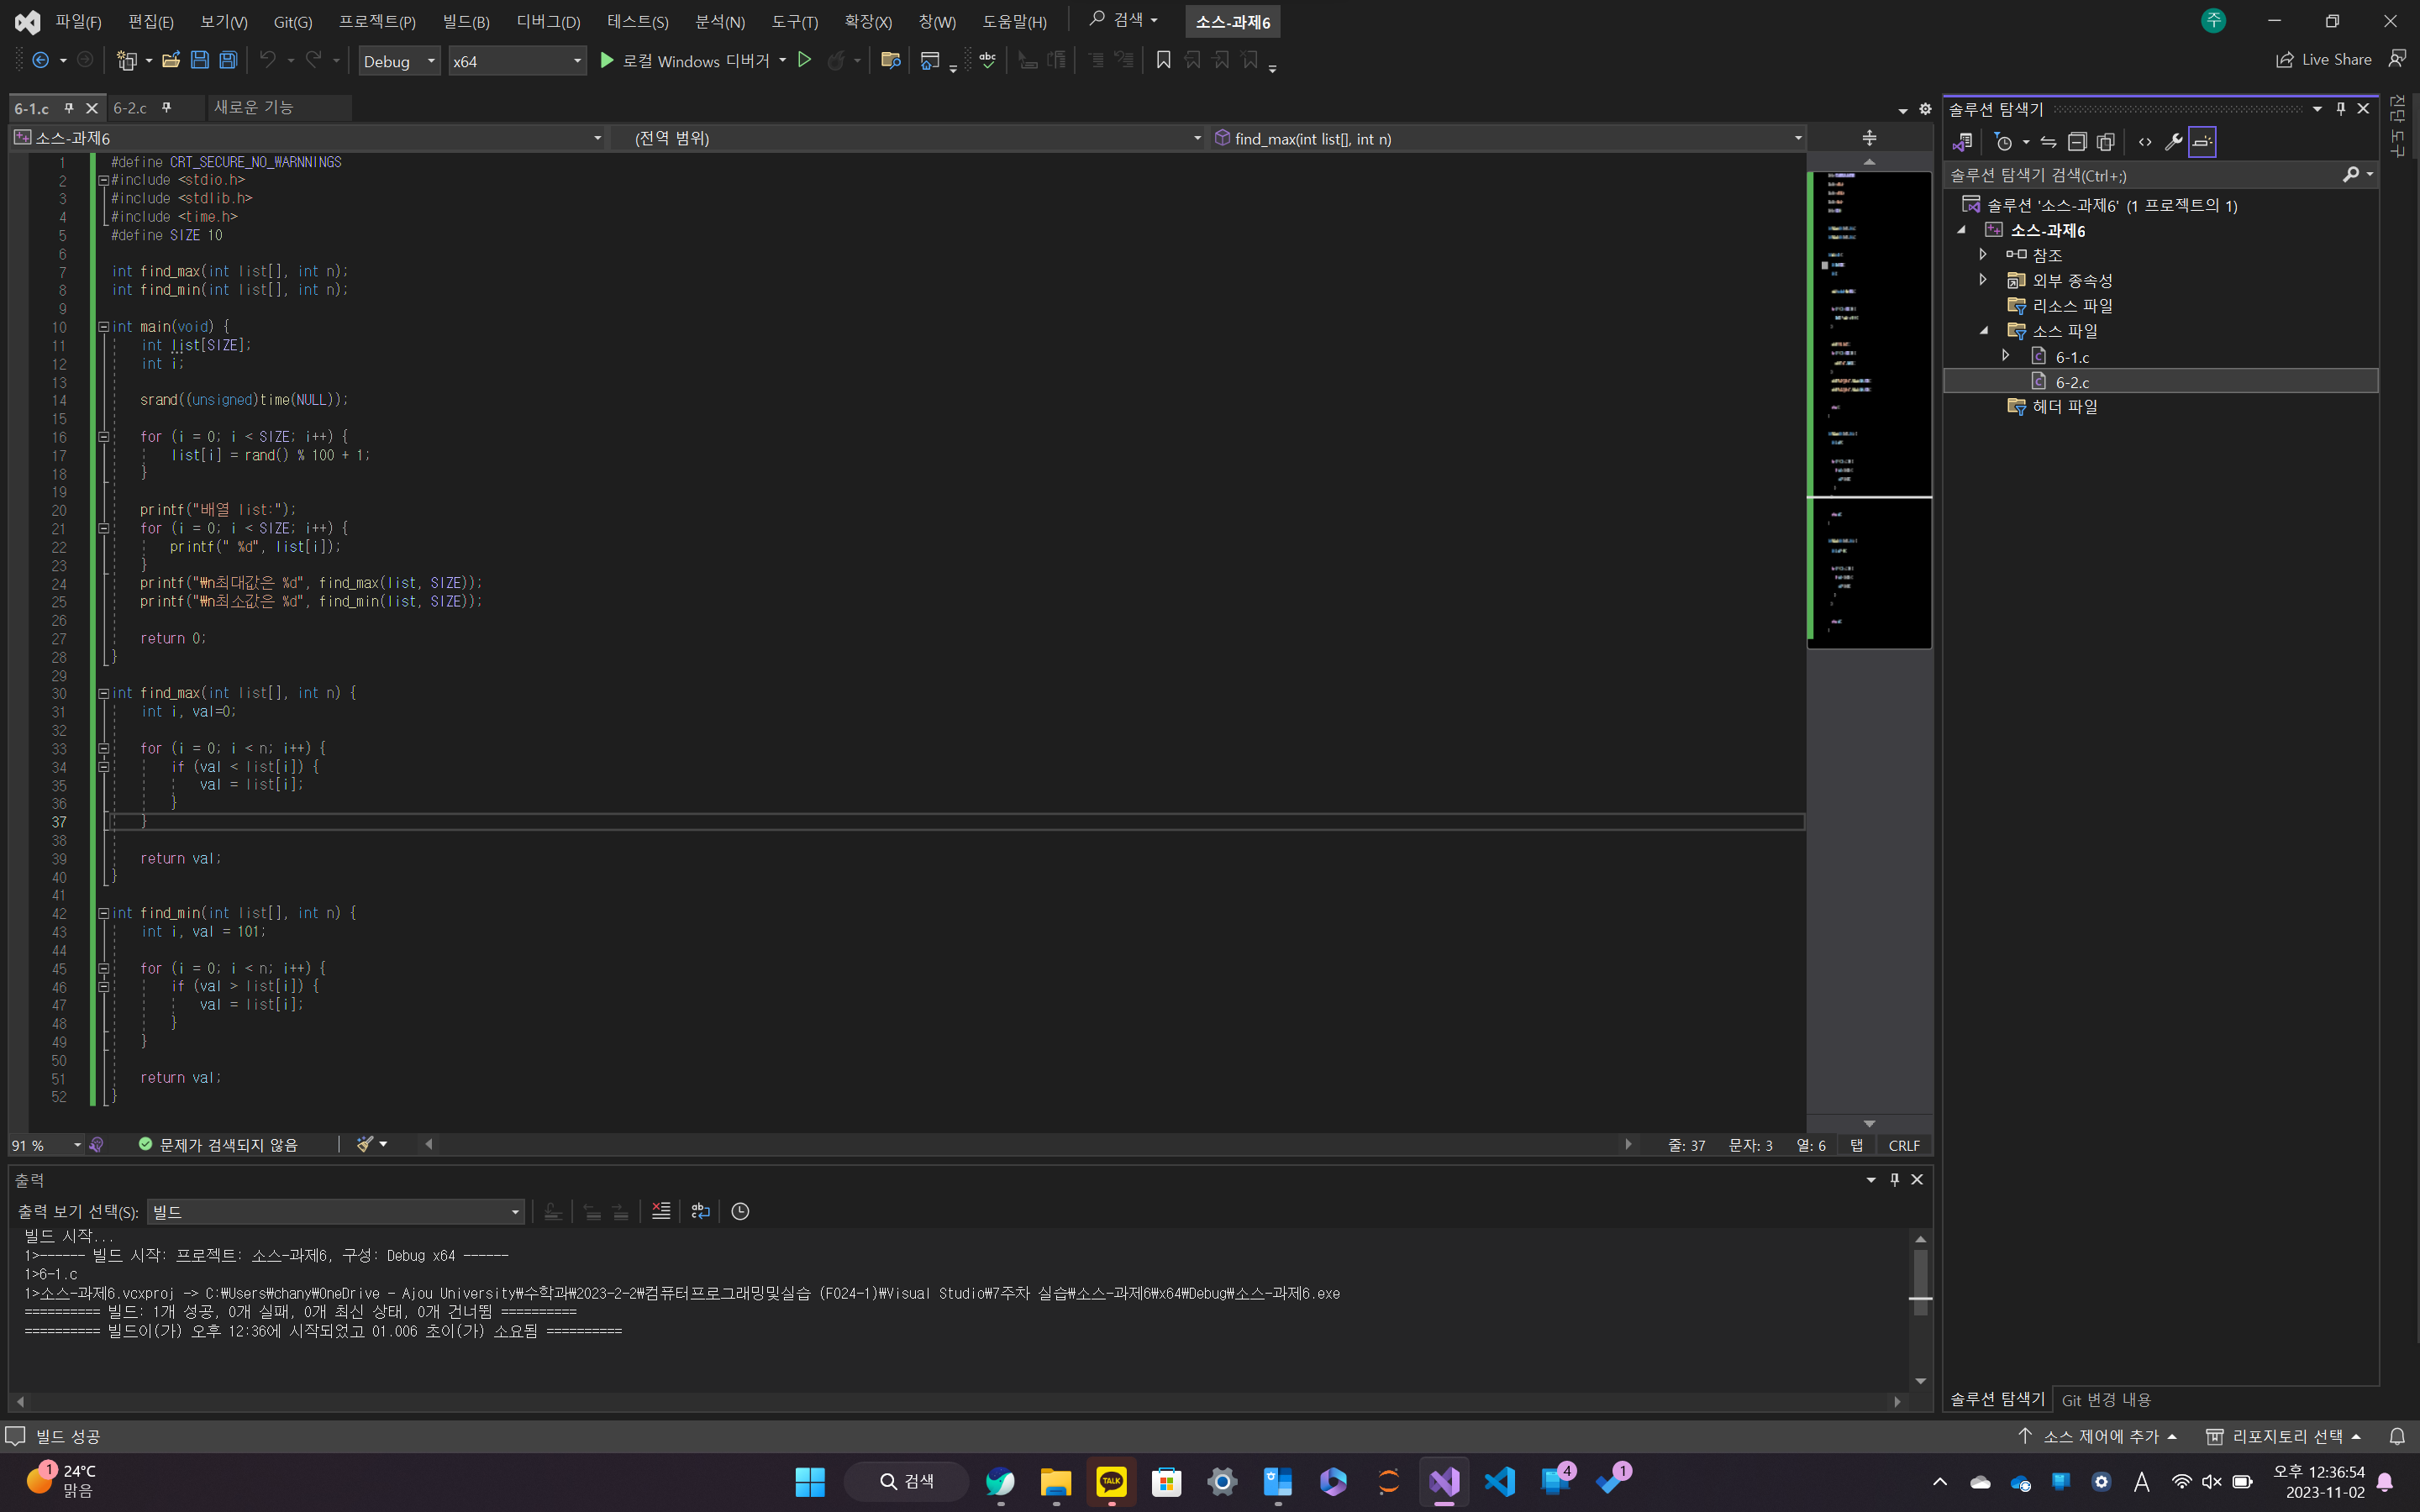 파일(F) 편집(E) 보기(V) Git(G) 프로젝트(P) 빌드(B) 디버그(D) 테스트(S) 분석(N) 도구(T) 확장(X) 창(W) 도움말(H) 검색 소스-과제6 주
Debug x64 로컬 Windows 디버거 Live Share
6-1.c 6-2.c 새로운 기능
소스-과제6 (전역 범위) find_max(int list[], int n)
1 #define CRT_SECURE_NO_WARNNINGS
2 #include <stdio.h>
3 #include <stdlib.h>
4 #include <time.h>
5 #define SIZE 10
6
7 int find_max(int list[], int n);
8 int find_min(int list[], int n);
9
10 int main(void) {
11 int list[SIZE];
12 int i;
13
14 srand((unsigned)time(NULL));
15
16 for (i = 0; i < SIZE; i++) {
17 list[i] = rand() % 100 + 1;
18 }
19
20 printf("배열 list:");
21 for (i = 0; i < SIZE; i++) {
22 printf(" %d", list[i]);
23 }
24 printf("₩n최대값은 %d", find_max(list, SIZE));
25 printf("₩n최소값은 %d", find_min(list, SIZE));
26
27 return 0;
28 }
29
30 int find_max(int list[], int n) {
31 int i, val=0;
32
33 for (i = 0; i < n; i++) {
34 if (val < list[i]) {
35 val = list[i];
36 }
37 }
38
39 return val;
40 }
41
42 int find_min(int list[], int n) {
43 int i, val = 101;
44
45 for (i = 0; i < n; i++) {
46 if (val > list[i]) {
47 val = list[i];
48 }
49 }
50
51 return val;
52 }
91 % 문제가 검색되지 않음 줄: 37 문자: 3 열: 6 탭 CRLF
출력
출력 보기 선택(S): 빌드
빌드 시작...
1>------ 빌드 시작: 프로젝트: 소스-과제6, 구성: Debug x64 ------
1>6-1.c
1>소스-과제6.vcxproj -> C:₩Users₩chany₩OneDrive - Ajou University₩수학과₩2023-2-2₩컴퓨터프로그래밍및실습 (F024-1)₩Visual Studio₩7주차 실습₩소스-과제6₩x64₩Debug₩소스-과제6.exe
========== 빌드: 1개 성공, 0개 실패, 0개 최신 상태, 0개 건너뜀 ==========
========== 빌드이(가) 오후 12:36에 시작되었고 01.006 초이(가) 소요됨 ==========
솔루션 탐색기
솔루션 탐색기 검색(Ctrl+;)
솔루션 '소스-과제6' (1 프로젝트의 1)
소스-과제6
참조
외부 종속성
리소스 파일
소스 파일
6-1.c
6-2.c
헤더 파일
솔루션 탐색기 Git 변경 내용
진단 도구
빌드 성공 소스 제어에 추가 리포지토리 선택
1 24°C
맑음
검색 TALK 4 1 A
오후 12:36:54
2023-11-02